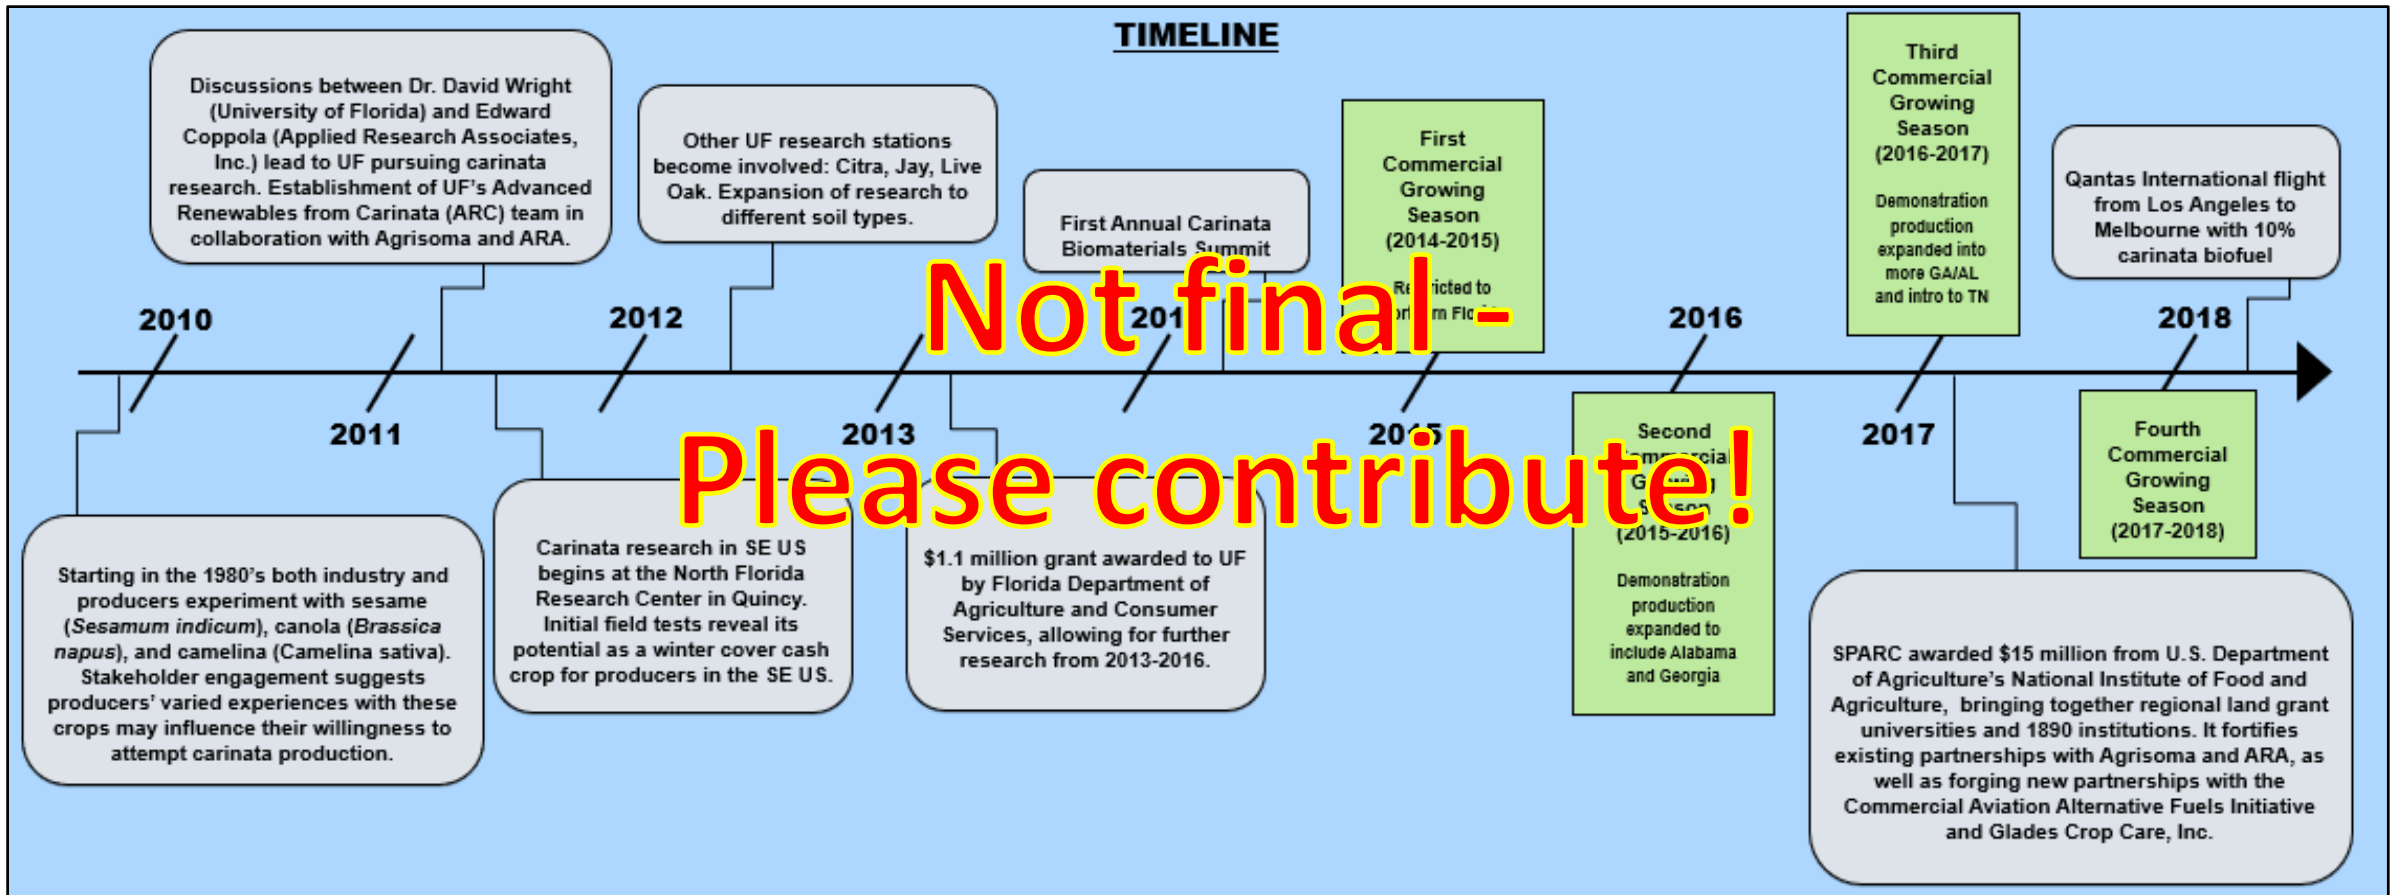 TIMELINE
Discussions between Dr. David Wright
(University of Florida) and Edward
Coppola (Applied Research Associates,
Inc.) lead to UF pursuing carinata
research. Establishment of UF's Advanced
Renewables from Carinata (ARC) team in
collaboration with Agrisoma and ARA.
Other UF research stations
become involved: Citra, Jay, Live
Oak. Expansion of research to
different soil types.
First Annual Carinata
Biomaterials Summit
First
Commercial
Growing
Season
(2014-2015)
to
Third
Commercial
Growing
Season
(2016-2017)
Demonstration
production
expanded into
more GA/AL
and intro to TN
Qantas International flight
from Los Angeles to
Melbourne with 10%
carinata biofuel
Not final -
Please contribute!
2010
2012
2016
2018
2011
2013
2015
2017
Starting in the 1980's both industry and
producers experiment with sesame
(Sesamum indicum), canola (Brassica
napus), and camelina (Camelina sativa).
Stakeholder engagement suggests
producers' varied experiences with these
crops may influence their willingness to
attempt carinata production.
Carinata research in SE US
begins at the North Florida
Research Center in Quincy.
Initial field tests reveal its
potential as a winter cover cash
crop for producers in the SE US.
$1.1 million grant awarded to UF
by Florida Department of
Agriculture and Consumer
Services, allowing for further
research from 2013-2016.
Second
Season
(2015-2016)
Demonstration
production
expanded to
include Alabama
and Georgia
Fourth
Commercial
Growing
Season
(2017-2018)
SPARC awarded $15 million from U.S. Department
of Agriculture's National Institute of Food and
Agriculture, bringing together regional land grant
universities and 1890 institutions. It fortifies
existing partnerships with Agrisoma and ARA, as
well as forging new partnerships with the
Commercial Aviation Alternative Fuels Initiative
and Glades Crop Care, Inc.